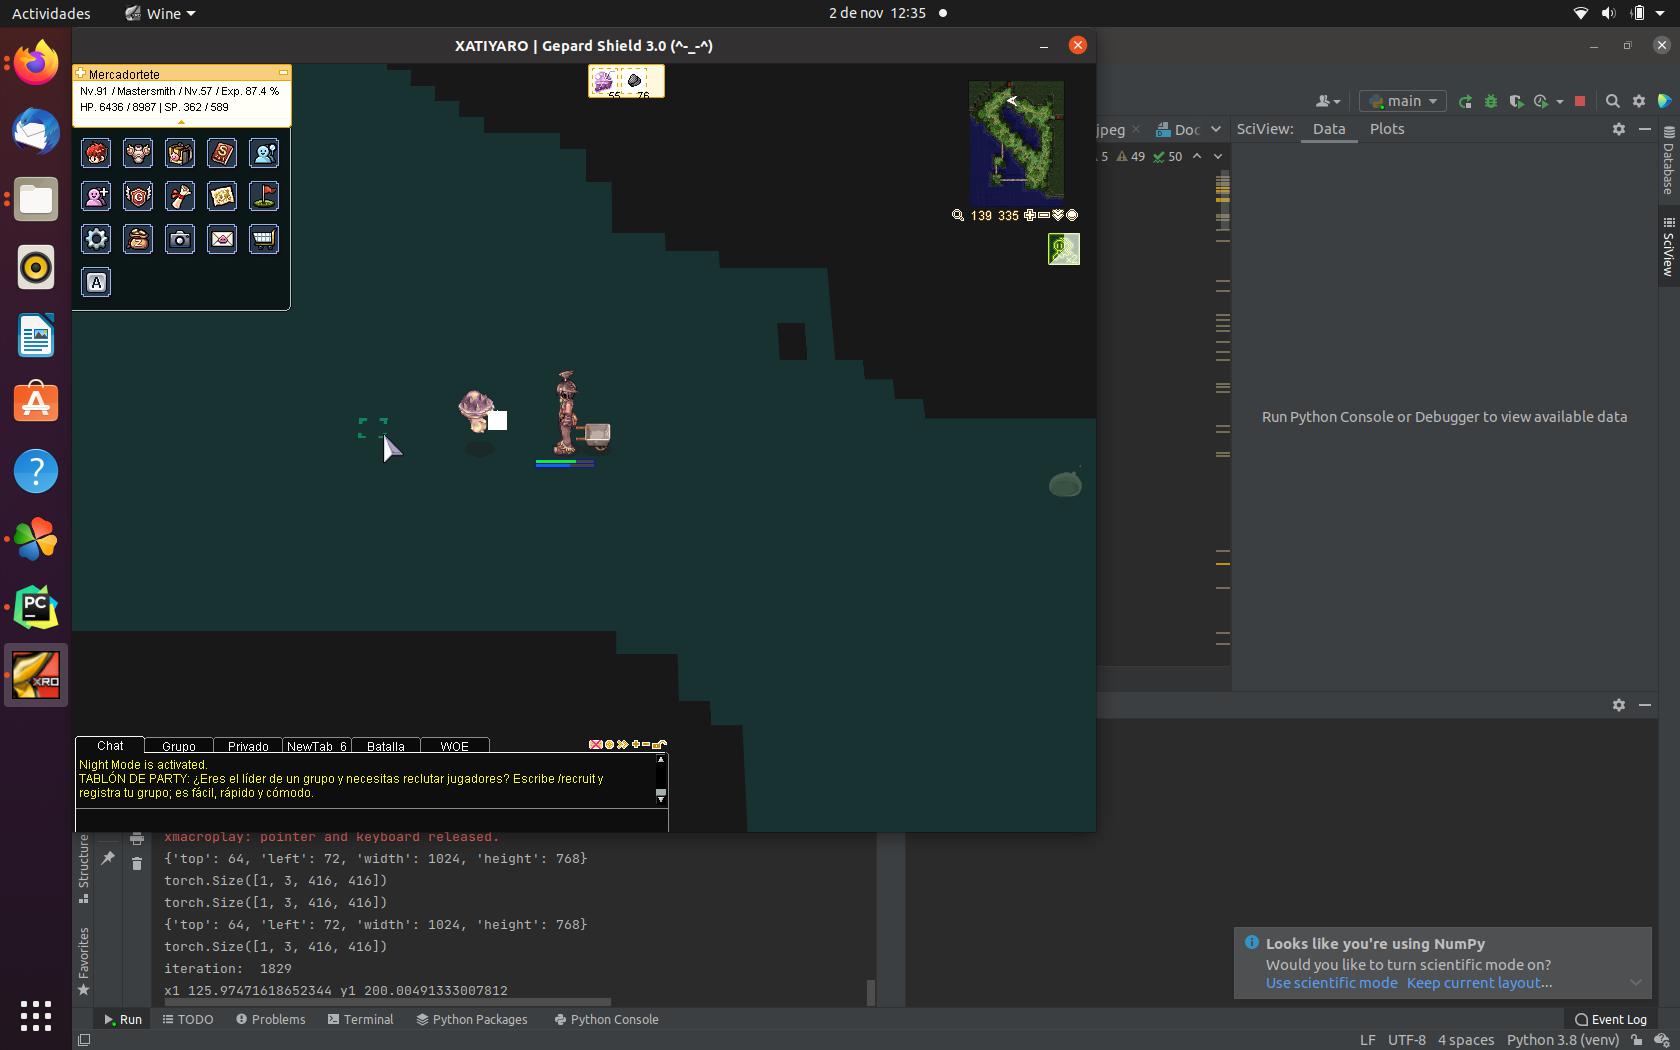 Actividades
Wine
2 de nov 12:35
XATIYARO | Gepard Shield 3.0 (^-_-^)
Mercadortete
Nv.91 / Mastersmith / Nv.57 / Exp. 87.4 %
HP. 6436 / 8987 | SP. 362 / 589
55 76
A
139 335
x2
XRO
PC
main
jpeg
Doc
SciView:
Data
Plots
5
49
50
Database
SciView
Run Python Console or Debugger to view available data
Chat
Grupo
Privado
NewTab_6
Batalla
WOE
Night Mode is activated.
TABLÓN DE PARTY: ¿Eres el líder de un grupo y necesitas reclutar jugadores? Escribe /recruit y
registra tu grupo; es fácil, rápido y cómodo.
xmacroplay: pointer and keyboard released.
{'top': 64, 'left': 72, 'width': 1024, 'height': 768}
torch.Size([1, 3, 416, 416])
torch.Size([1, 3, 416, 416])
{'top': 64, 'left': 72, 'width': 1024, 'height': 768}
torch.Size([1, 3, 416, 416])
iteration:  1829
x1 125.97471618652344 y1 200.00491333007812
Structure
Favorites
Looks like you're using NumPy
Would you like to turn scientific mode on?
Use scientific mode Keep current layout...
Run
TODO
Problems
Terminal
Python Packages
Python Console
Event Log
LF UTF-8 4 spaces Python 3.8 (venv)